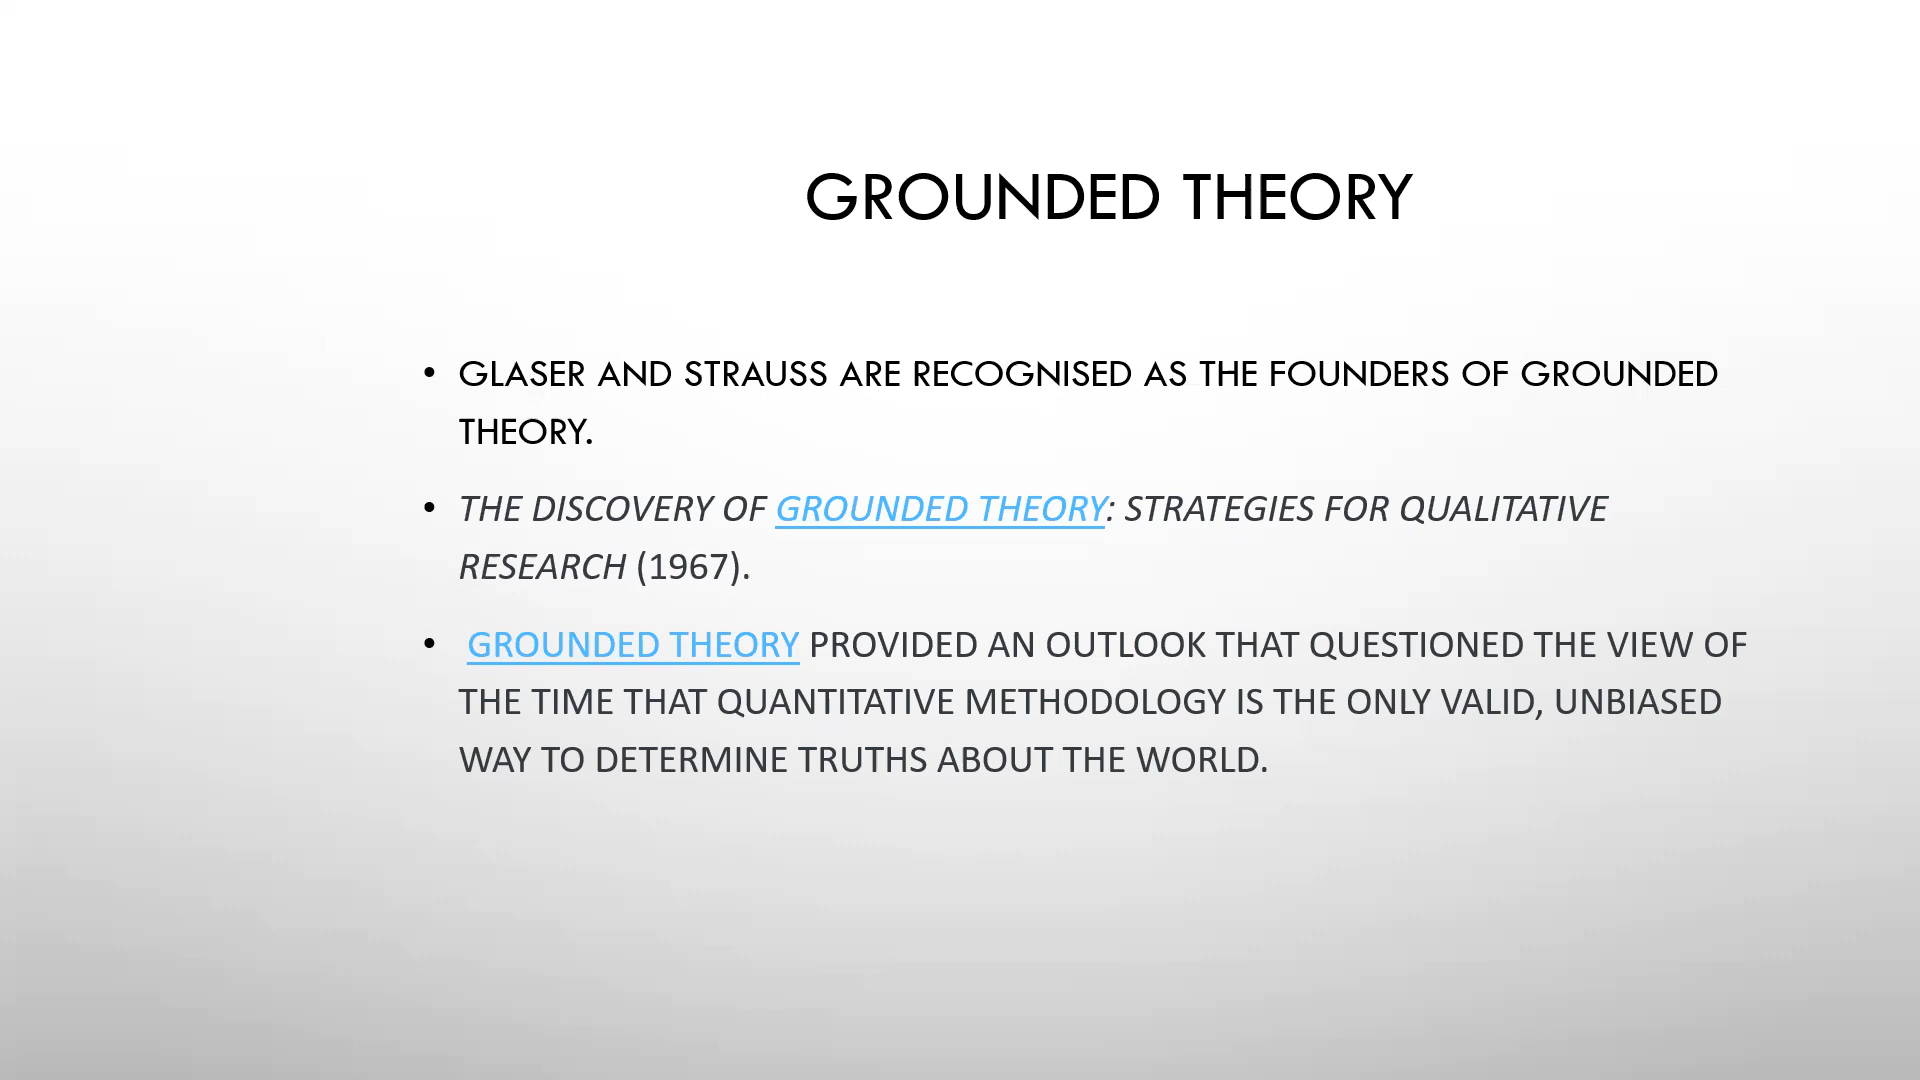 GROUNDED THEORY
• GLASER AND STRAUSS ARE RECOGNISED AS THE FOUNDERS OF GROUNDED
THEORY.
• THE DISCOVERY OF GROUNDED THEORY: STRATEGIES FOR QUALITATIVE
RESEARCH (1967).
• GROUNDED THEORY PROVIDED AN OUTLOOK THAT QUESTIONED THE VIEW OF
THE TIME THAT QUANTITATIVE METHODOLOGY IS THE ONLY VALID, UNBIASED
WAY TO DETERMINE TRUTHS ABOUT THE WORLD.